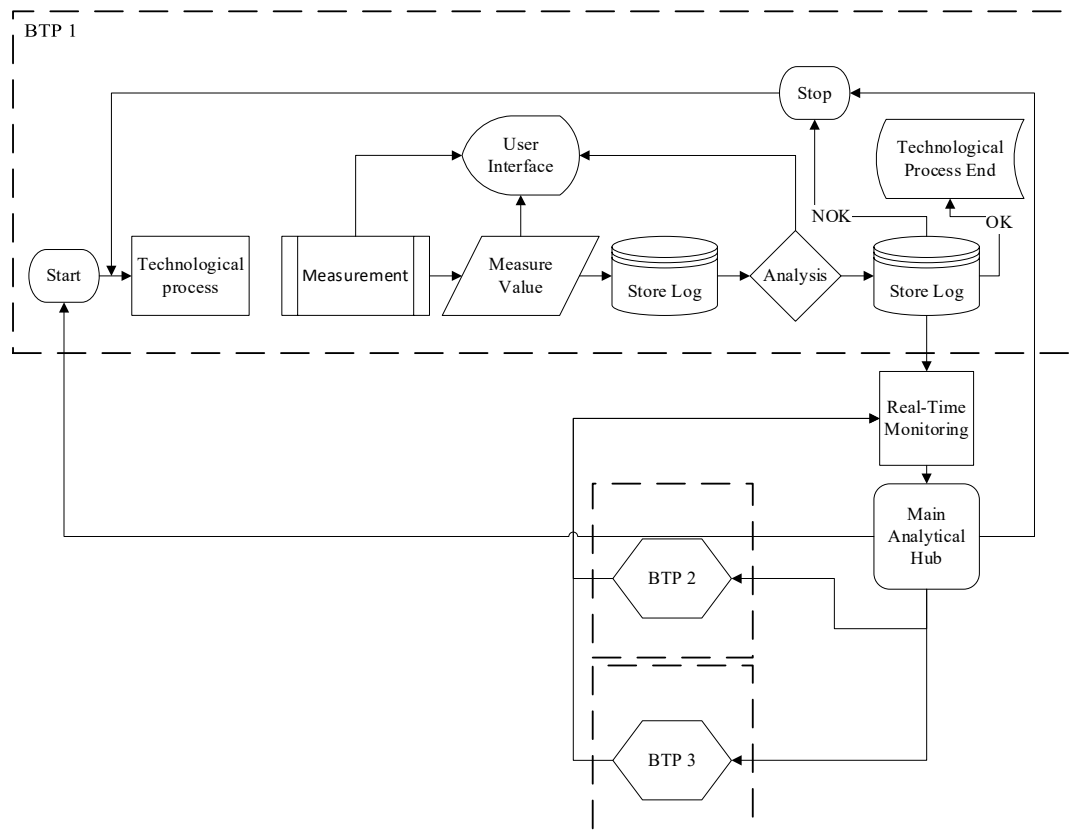 BTP 1
Stop
User
Interface
Technological
Process End
NOK
OK
Start
Technological
process
Measurement
Measure
Value
Store Log
Analysis
Store Log
Real-Time
Monitoring
Main
Analytical
Hub
BTP 2
BTP 3